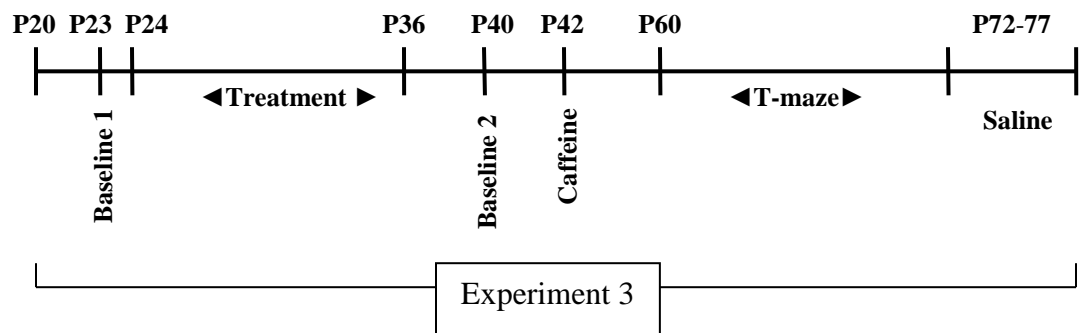 P20 P23 P24 P36 P40 P42 P60 P72-77
◄Treatment ► ◄T-maze►
Saline
Baseline 1
Baseline 2
Caffeine
Experiment 3